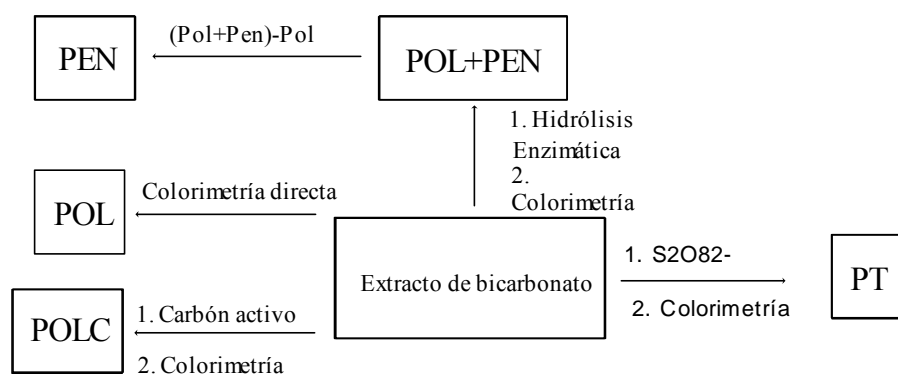 (Pol+Pen)-Pol
PEN
POL+PEN
1. Hidrólisis
Enzimática
2.
Colorimetría
Colorimetría directa
POL
1. S2O82-
Extracto de bicarbonato
PT
2. Colorimetría
1. Carbón activo
POLC
2. Colorimetría